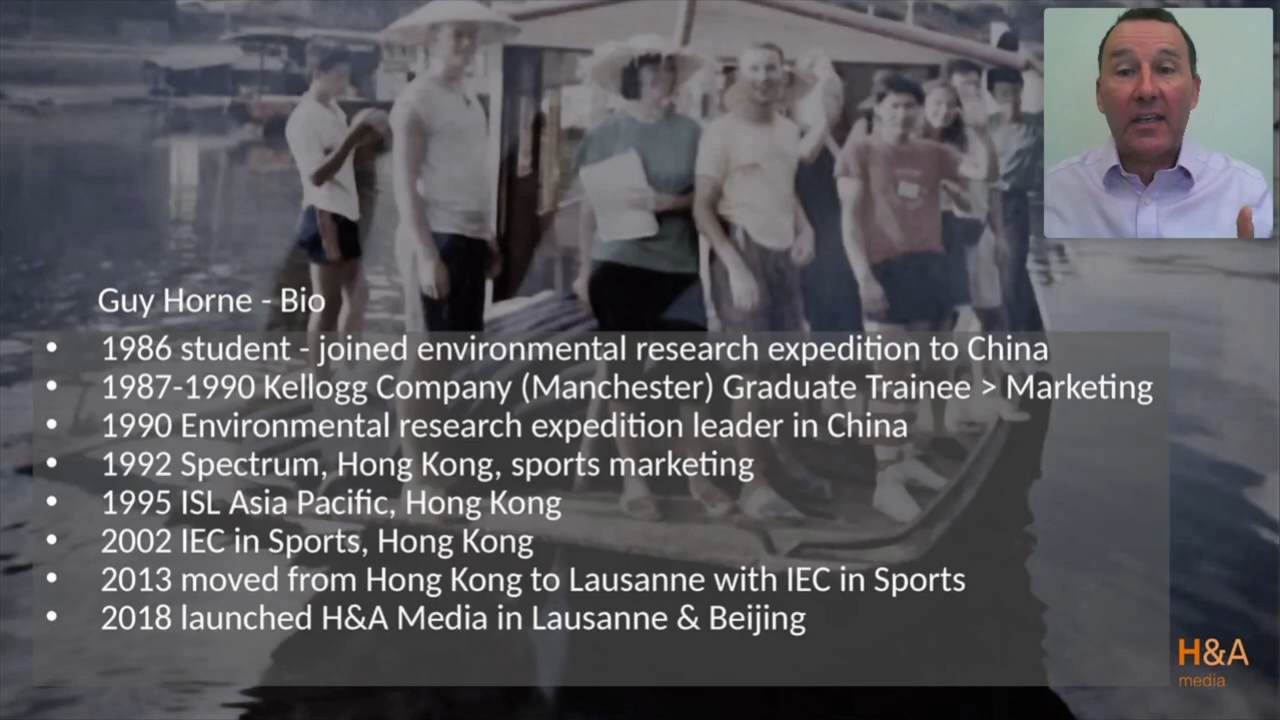 Guy Horne - Bio
• 1986 student - joined environmental research expedition to China
• 1987-1990 Kellogg Company (Manchester) Graduate Trainee > Marketing
• 1990 Environmental research expedition leader in China
• 1992 Spectrum, Hong Kong, sports marketing
• 1995 ISL Asia Pacific, Hong Kong
• 2002 IEC in Sports, Hong Kong
• 2013 moved from Hong Kong to Lausanne with IEC in Sports
• 2018 launched H&A Media in Lausanne & Beijing
H&A
media